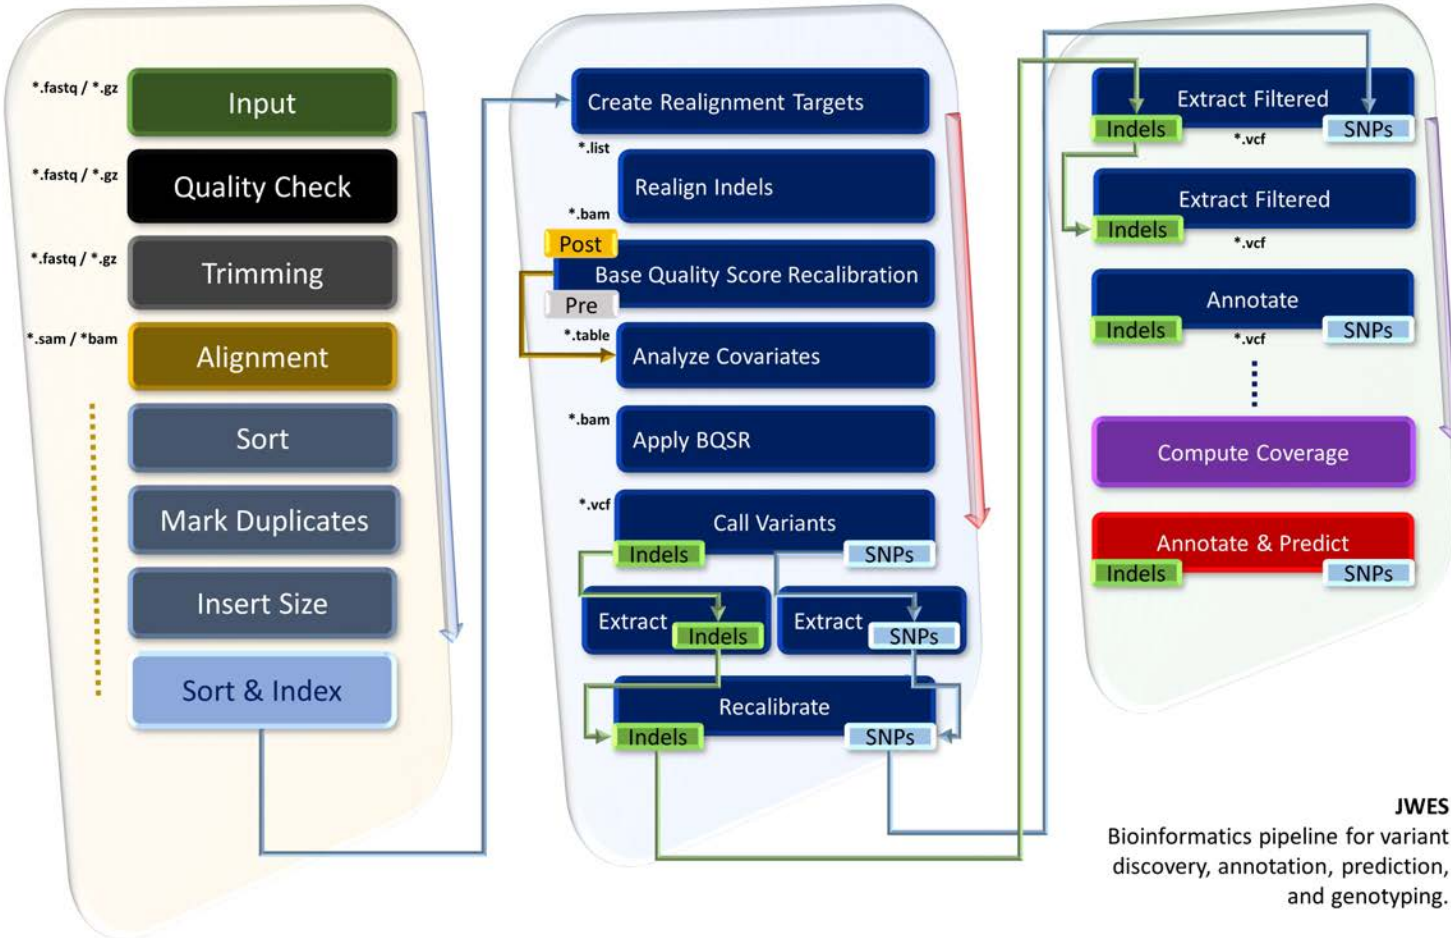 *.fastq / *.gz
Input
*.fastq / *.gz
Quality Check
*.fastq / *.gz
Trimming
*.sam / *bam
Alignment
Sort
Mark Duplicates
Insert Size
Sort & Index
Create Realignment Targets
*.list
Realign Indels
*.bam
Post
Base Quality Score Recalibration
Pre
*.table
Analyze Covariates
*.bam
Apply BQSR
*.vcf
Call Variants
Indels
SNPs
Extract
Indels
Extract
SNPs
Recalibrate
Indels
SNPs
Extract Filtered
Indels
SNPs
*.vcf
Extract Filtered
Indels
*.vcf
Annotate
Indels
SNPs
*.vcf
Compute Coverage
Annotate & Predict
Indels
SNPs
JWES
Bioinformatics pipeline for variant
discovery, annotation, prediction,
and genotyping.